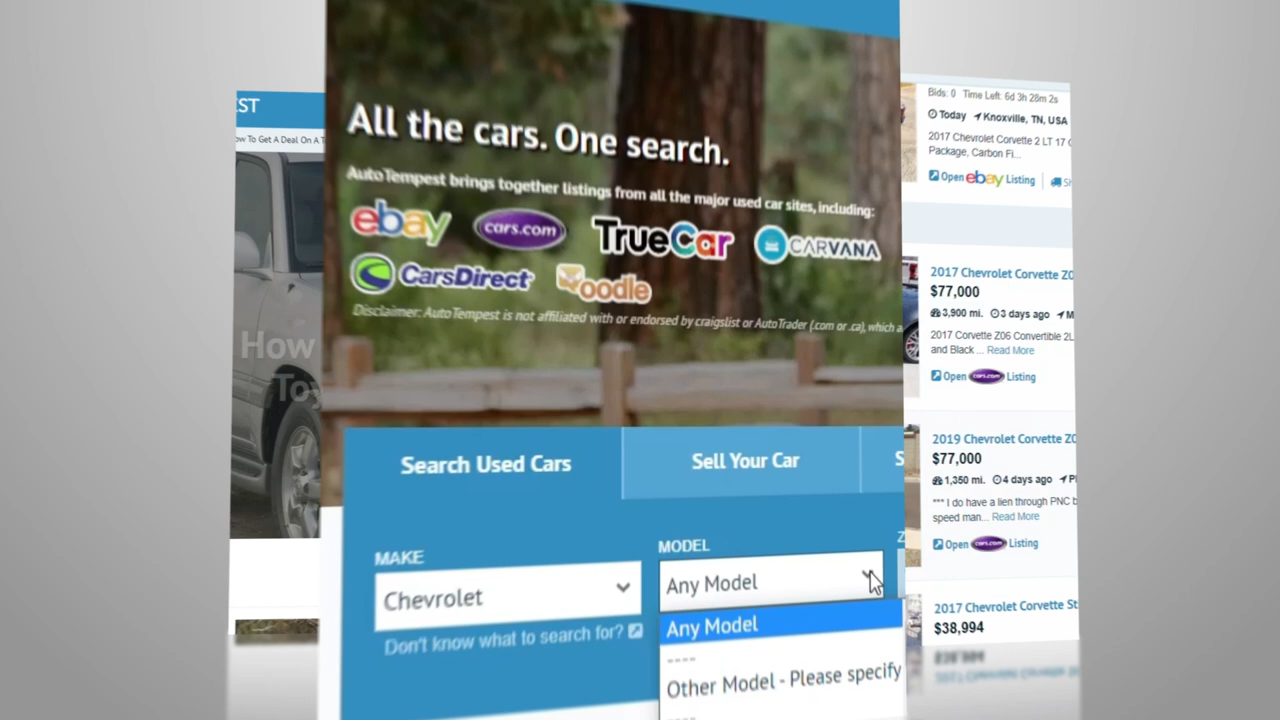 ST
ow To Get A Deal On A T
How
Toy
All the cars. One search.
AutoTempest brings together listings from all the major used car sites, including:
ebay cars.com TrueCar CARVANA
CarsDirect oodle
Disclaimer: AutoTempest is not affiliated with or endorsed by craigslist or AutoTrader (.com or .ca), which a
Search Used Cars Sell Your Car S
MAKE MODEL Z
Chevrolet Any Model
Don't know what to search for? Any Model
----
Other Model - Please specify
----
Bids: 0 Time Left: 6d 3h 28m 2s
Today Knoxville, TN, USA
2017 Chevrolet Corvette 2 LT 17 C
Package, Carbon Fi...
Open ebay Listing Sh
2017 Chevrolet Corvette Z0
$77,000
3,900 mi. 3 days ago M
2017 Corvette Z06 Convertible 2L
and Black ... Read More
Open cars.com Listing
2019 Chevrolet Corvette Z0
$77,000
1,350 mi. 4 days ago P
*** I do have a lien through PNC b
speed man... Read More
Open cars.com Listing
2017 Chevrolet Corvette St
$38,994